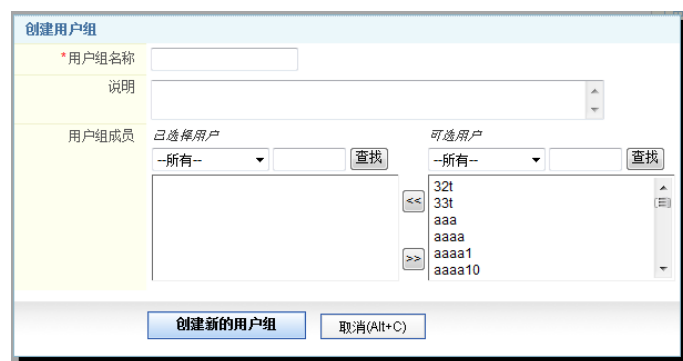 创建用户组
*用户组名称
说明
用户组成员 已选择用户 可选用户
--所有-- 查找 --所有-- 查找
32t
<< 33t
aaa
aaaa
>> aaaa1
aaaa10
创建新的用户组 取消(Alt+C)